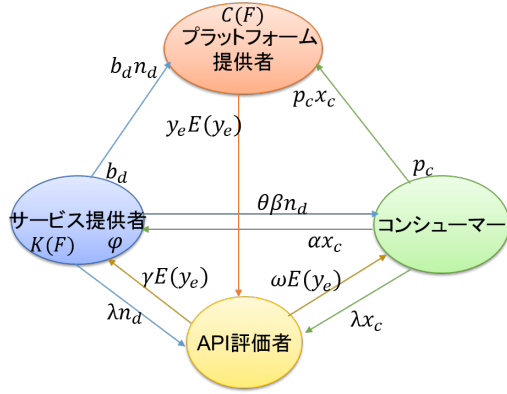 C(F)
プラットフォーム
提供者
b_d n_d
p_c x_c
y_e E(y_e)
b_d
p_c
サービス提供者
K(F) φ
θβn_d
αx_c
コンシューマー
γE(y_e)
ωE(y_e)
λn_d
λx_c
API評価者